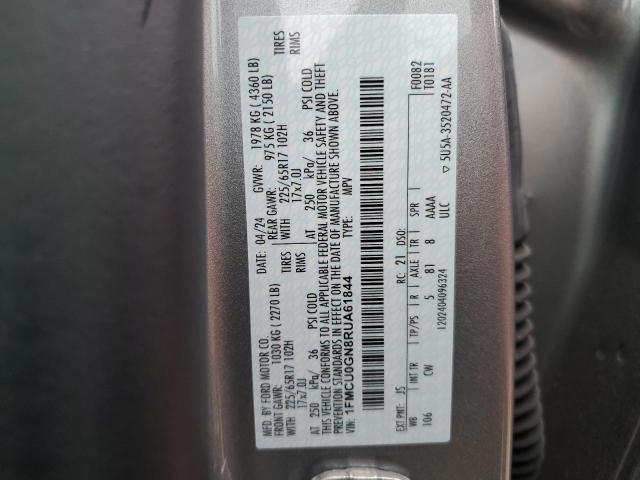 MFD. BY FORD MOTOR CO.
DATE: 04/24 GVWR: 1978 KG ( 4360 LB)
FRONT GAWR: 1030 KG (2270 LB) REAR GAWR: 975 KG ( 2150 LB)
WITH 225/65R17 102H TIRES WITH 225/65R17 102H TIRES
17x7.0J RIMS 17x7.0J RIMS
AT 250 kPa/ 36 PSI COLD AT 250 kPa/ 36 PSI COLD
THIS VEHICLE CONFORMS TO ALL APPLICABLE FEDERAL MOTOR VEHICLE SAFETY AND THEFT
PREVENTION STANDARDS IN EFFECT ON THE DATE OF MANUFACTURE SHOWN ABOVE.
VIN: 1FMCU0GN8RUA61844 TYPE: MPV
F0082
EXT PNT: JS RC: 21 DSO: T0181
WB INT TR TP/PS R AXLE TR SPR
106 CW 5 81 8 AAAA
ULC
1202404096324 ▽ 5U5A-3520472-AA